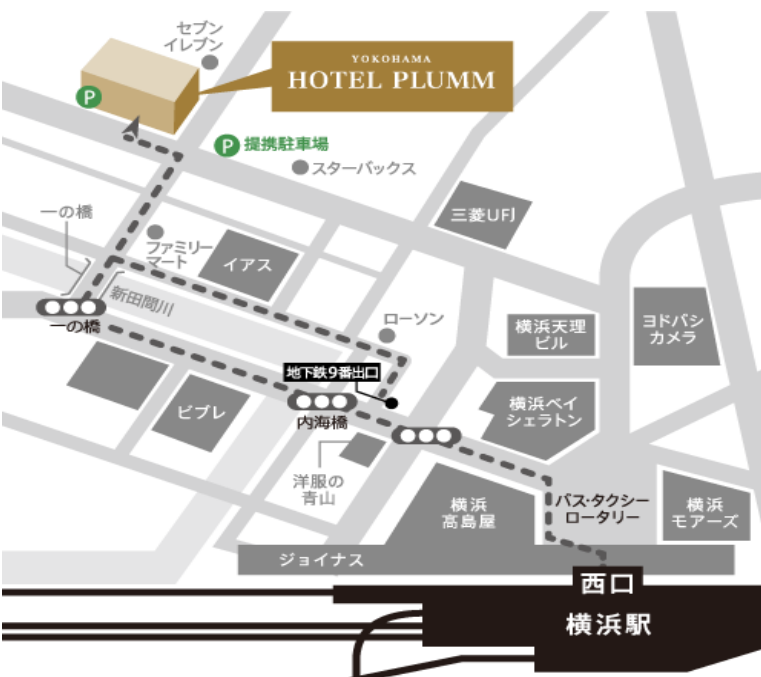 セブン
イレブン
YOKOHAMA
HOTEL PLUMM
P
P 提携駐車場
スターバックス
三菱UFJ
一の橋
ファミリー
マート
イアス
新田間川
一の橋
ローソン
横浜天理
ビル
ヨドバシ
カメラ
地下鉄9番出口
ビブレ
内海橋
横浜ベイ
シェラトン
洋服の
青山
横浜
高島屋
バス・タクシー
ロータリー
横浜
モアーズ
ジョイナス
西口
横浜駅